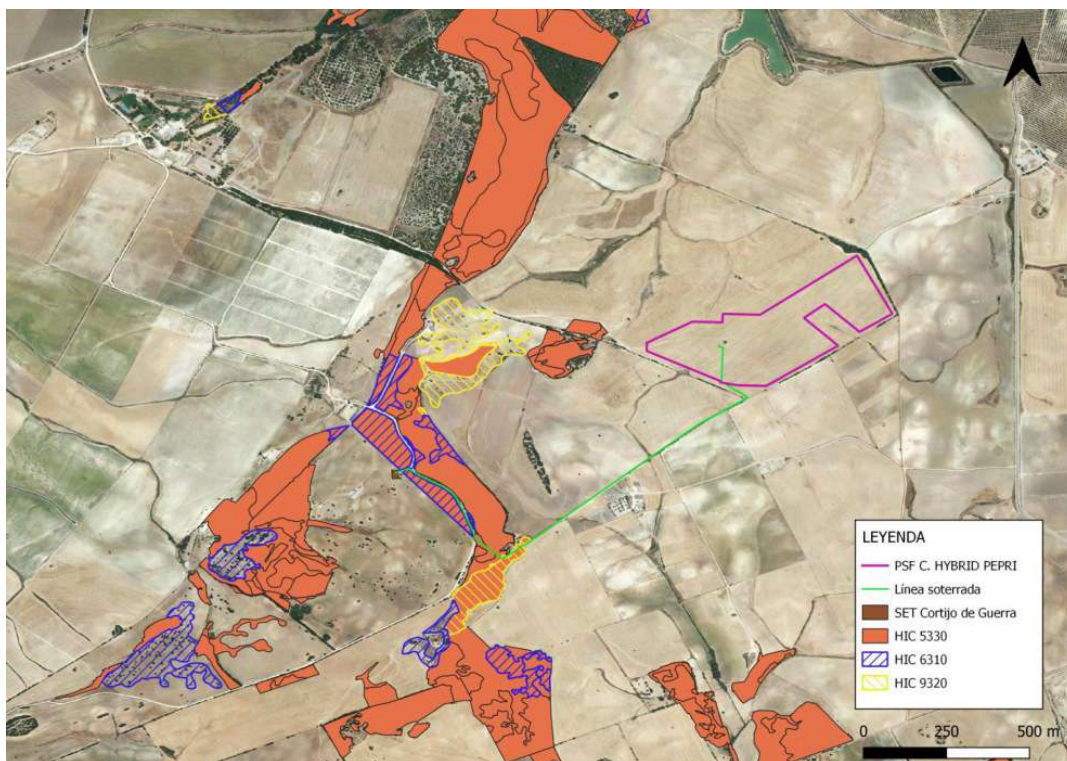 LEYENDA
PSF C. HYBRID PEPRI
Línea soterrada
SET Cortijo de Guerra
HIC 5330
HIC 6310
HIC 9320
0 250 500 m